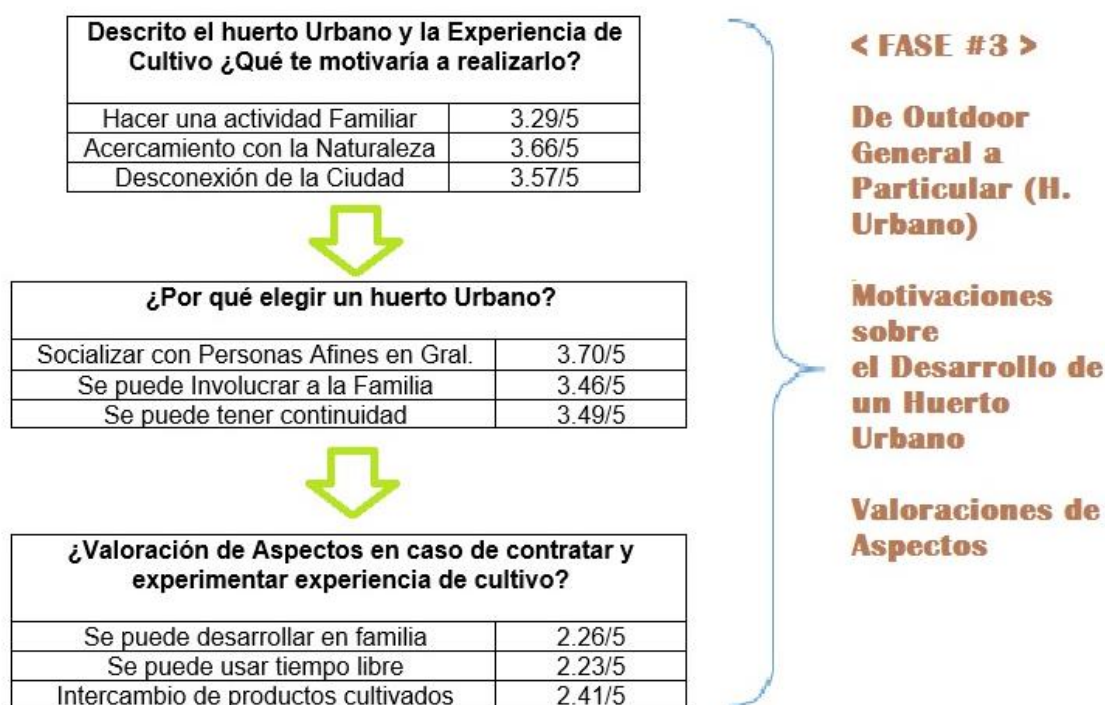 Descrito el huerto Urbano y la Experiencia de
Cultivo ¿Qué te motivaría a realizarlo?
Hacer una actividad Familiar 3.29/5
Acercamiento con la Naturaleza 3.66/5
Desconexión de la Ciudad 3.57/5
¿Por qué elegir un huerto Urbano?
Socializar con Personas Afines en Gral. 3.70/5
Se puede Involucrar a la Familia 3.46/5
Se puede tener continuidad 3.49/5
¿Valoración de Aspectos en caso de contratar y
experimentar experiencia de cultivo?
Se puede desarrollar en familia 2.26/5
Se puede usar tiempo libre 2.23/5
Intercambio de productos cultivados 2.41/5
< FASE #3 >
De Outdoor
General a
Particular (H.
Urbano)
Motivaciones
sobre
el Desarrollo de
un Huerto
Urbano
Valoraciones de
Aspectos